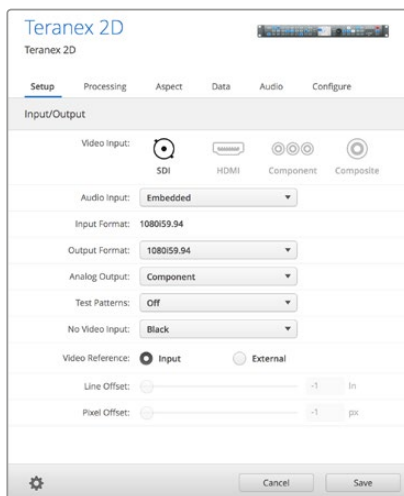 Teranex 2D
Teranex 2D
Setup Processing Aspect Data Audio Configure
Input/Output
Video Input:
SDI HDMI Component Composite
Audio Input: Embedded
Input Format: 1080i59.94
Output Format: 1080i59.94
Analog Output: Component
Test Patterns: Off
No Video Input: Black
Video Reference: Input External
Line Offset: -1 ln
Pixel Offset: -1 px
Cancel Save